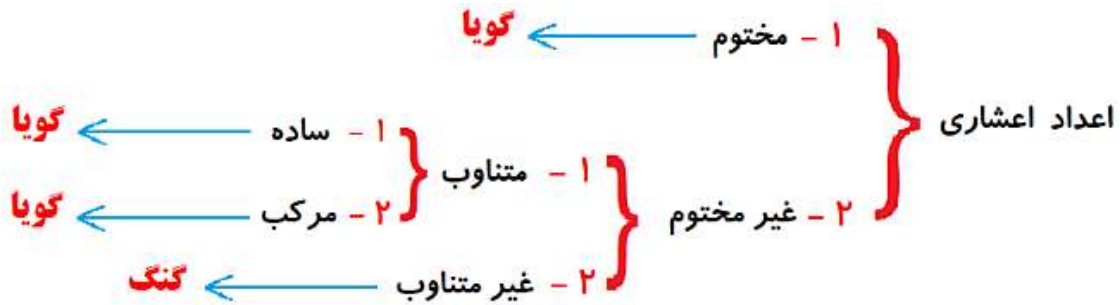 ۱ - مختوم گویا
اعداد اعشاری
۱ - ساده گویا
۱ - متناوب
۲ - مرکب گویا
۲ - غیر مختوم
۲ - غیر متناوب گنگ